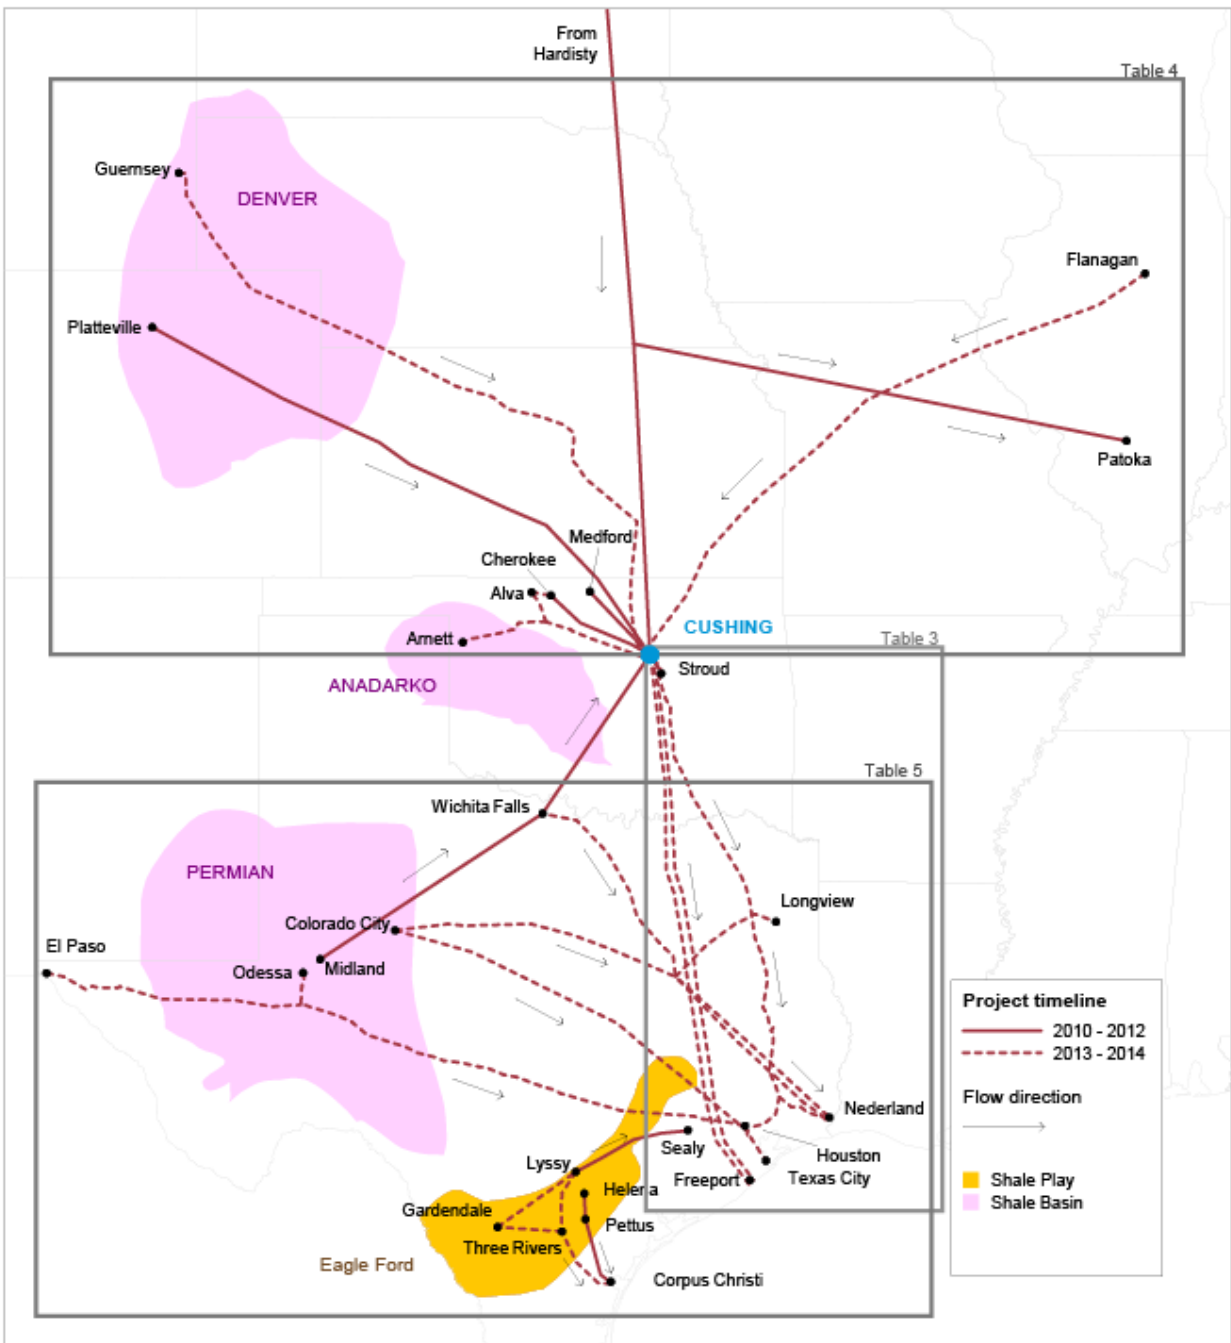 From
Hardisty
Table 4
Guernsey
DENVER
Flanagan
Platteville
Patoka
Medford
Cherokee
Alva
CUSHING
Arnett
Table 3
Stroud
ANADARKO
Table 5
Wichita Falls
PERMIAN
Longview
Colorado City
El Paso
Odessa
Midland
Project timeline
2010 - 2012
2013 - 2014
Flow direction
Nederland
Sealy
Houston
Lyssy
Freeport
Texas City
Shale Play
Helena
Shale Basin
Gardendale
Pettus
Three Rivers
Eagle Ford
Corpus Christi